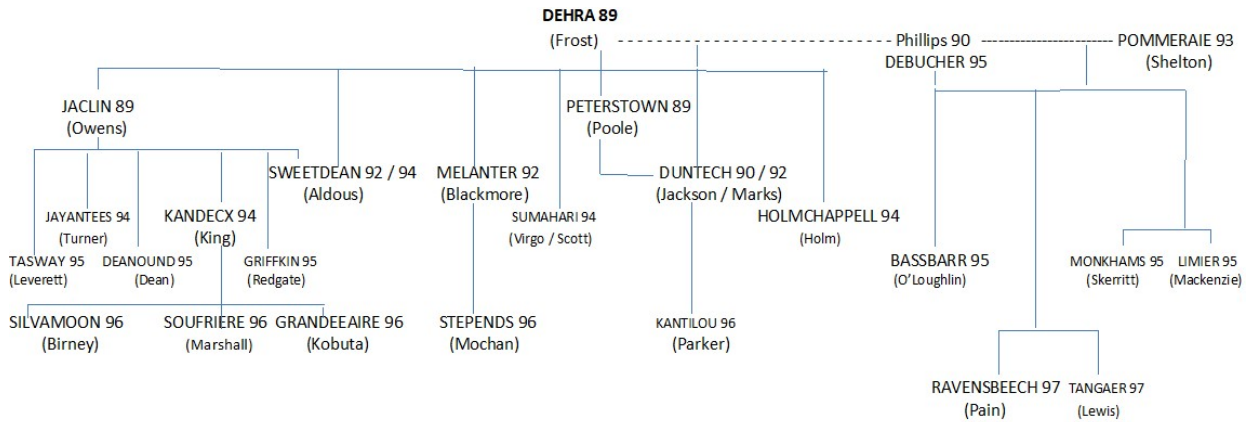 DEHRA 89
(Frost)
Phillips 90
DEBUCHER 95
POMMERAIE 93
(Shelton)
JACLIN 89
(Owens)
PETERSTOWN 89
(Poole)
SWEETDEAN 92 / 94
(Aldous)
MELANTER 92
(Blackmore)
DUNTECH 90 / 92
(Jackson / Marks)
JAYANTEES 94
(Turner)
KANDECX 94
(King)
SUMAHARI 94
(Virgo / Scott)
HOLMCHAPPELL 94
(Holm)
TASWAY 95
(Leverett)
DEANOUND 95
(Dean)
GRIFFKIN 95
(Redgate)
BASSBARR 95
(O'Loughlin)
MONKHAMS 95
(Skerritt)
LIMIER 95
(Mackenzie)
SILVAMOON 96
(Birney)
SOUFRIERE 96
(Marshall)
GRANDEEAIRE 96
(Kobuta)
STEPENDS 96
(Mochan)
KANTILOU 96
(Parker)
RAVENSBEECH 97
(Pain)
TANGAER 97
(Lewis)